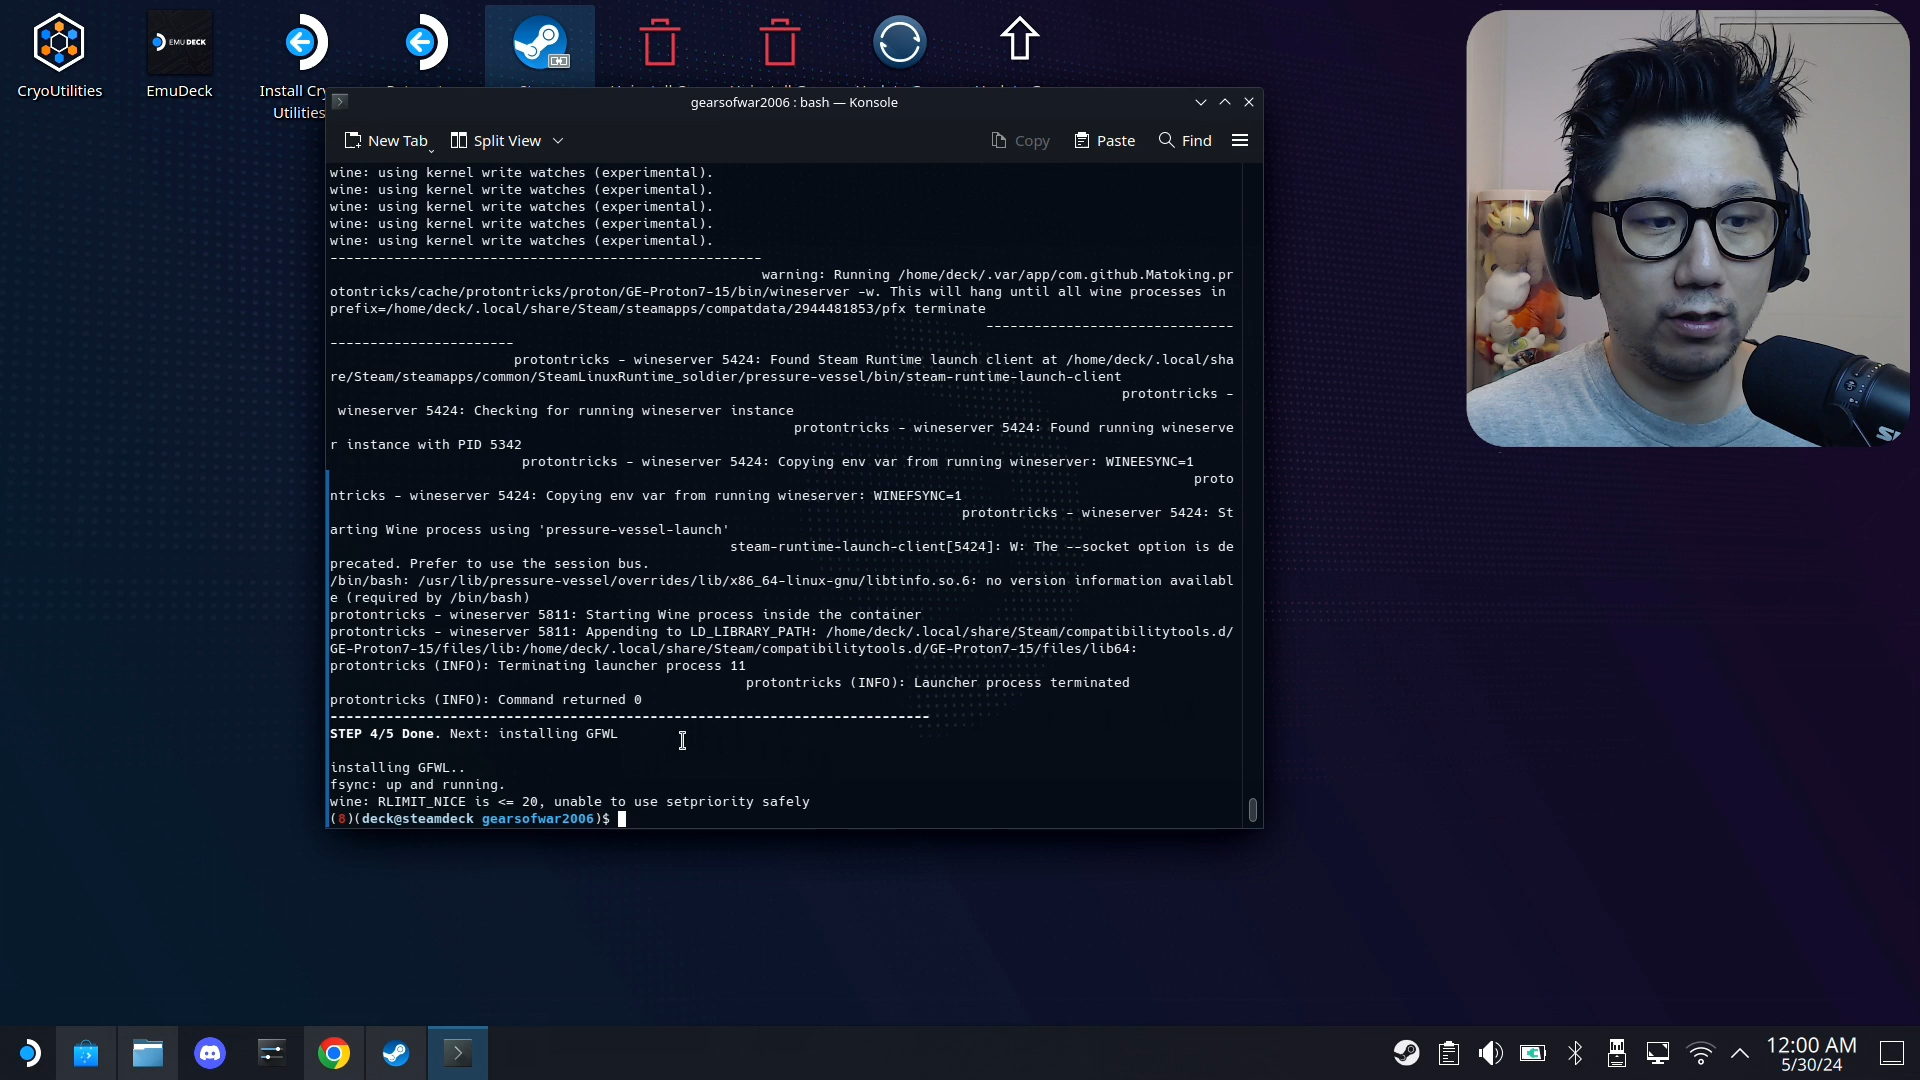 CryoUtilities
EMUDECK
EmuDeck
Install Cry
Utilities
gearsofwar2006 : bash — Konsole
New Tab
Split View
Copy
Paste
Find
wine: using kernel write watches (experimental).
wine: using kernel write watches (experimental).
wine: using kernel write watches (experimental).
wine: using kernel write watches (experimental).
wine: using kernel write watches (experimental).
------------------------------------------------------
warning: Running /home/deck/.var/app/com.github.Matoking.pr
otontricks/cache/protontricks/proton/GE-Proton7-15/bin/wineserver -w. This will hang until all wine processes in
prefix=/home/deck/.local/share/Steam/steamapps/compatdata/2944481853/pfx terminate
-------------------------------
-----------------------
protontricks - wineserver 5424: Found Steam Runtime launch client at /home/deck/.local/sha
re/Steam/steamapps/common/SteamLinuxRuntime_soldier/pressure-vessel/bin/steam-runtime-launch-client
protontricks -
wineserver 5424: Checking for running wineserver instance
protontricks - wineserver 5424: Found running wineserve
r instance with PID 5342
protontricks - wineserver 5424: Copying env var from running wineserver: WINEESYNC=1
proto
ntricks - wineserver 5424: Copying env var from running wineserver: WINEFSYNC=1
protontricks - wineserver 5424: St
arting Wine process using 'pressure-vessel-launch'
steam-runtime-launch-client[5424]: W: The --socket option is de
precated. Prefer to use the session bus.
/bin/bash: /usr/lib/pressure-vessel/overrides/lib/x86_64-linux-gnu/libtinfo.so.6: no version information availabl
e (required by /bin/bash)
protontricks - wineserver 5811: Starting Wine process inside the container
protontricks - wineserver 5811: Appending to LD_LIBRARY_PATH: /home/deck/.local/share/Steam/compatibilitytools.d/
GE-Proton7-15/files/lib:/home/deck/.local/share/Steam/compatibilitytools.d/GE-Proton7-15/files/lib64:
protontricks (INFO): Terminating launcher process 11
protontricks (INFO): Launcher process terminated
protontricks (INFO): Command returned 0
---------------------------------------------------------------------------
STEP 4/5 Done. Next: installing GFWL
installing GFWL..
fsync: up and running.
wine: RLIMIT_NICE is <= 20, unable to use setpriority safely
(8)(deck@steamdeck gearsofwar2006)$
12:00 AM
5/30/24